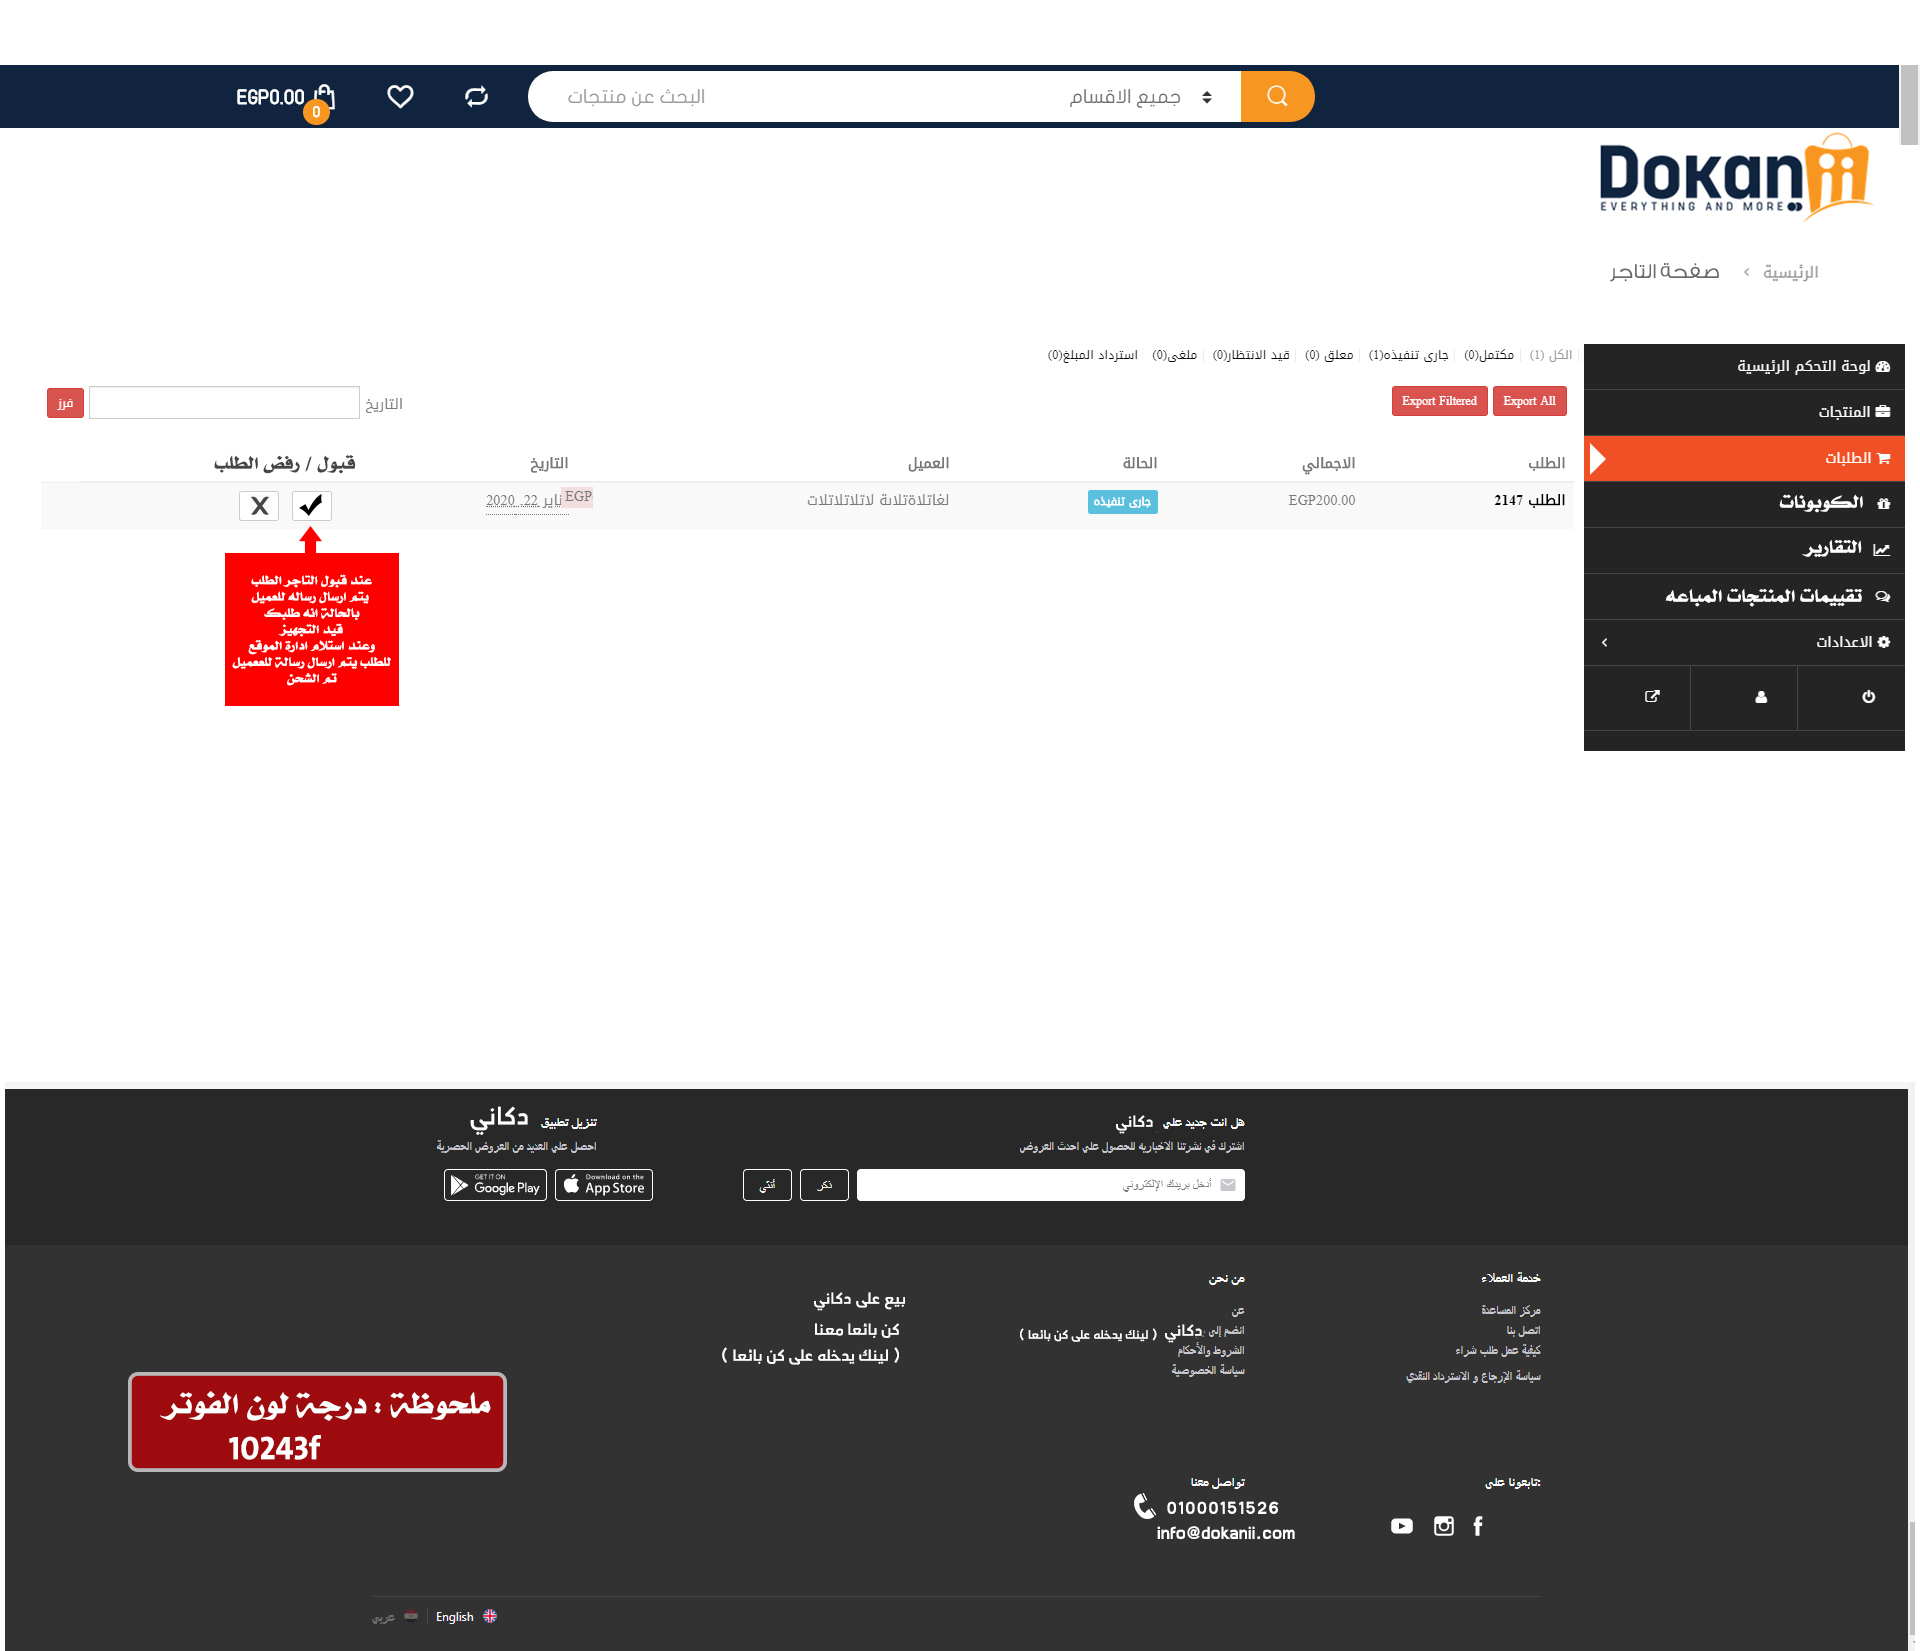 جميع الاقسام
البحث عن منتجات
EGP0.00
0
Dokanii
EVERYTHING AND MORE
الرئيسية
صفحة التاجر
الكل (1)
مكتمل(0)
جارى تنفيذه(1)
معلق (0)
قيد الانتظار(0)
ملغى(0)
استرداد المبلغ(0)
لوحة التحكم الرئيسية
المنتجات
الطلبات
الكوبونات
التقارير
تقييمات المنتجات المباعه
الاعدادات
Export All
Export Filtered
التاريخ
فرز
الطلب
الاجمالي
الحالة
العميل
التاريخ
قبول / رفض الطلب
الطلب 2147
EGP200.00
جارى تنفيذه
لغاتلاةتلاىة لاتلاتلاتلات
EGP
ناير 22, 2020
X
عند قبول التاجر الطلب
يتم ارسال رساله للعميل
بالحالة انه طلبك
قيد التجهيز
وعند استلام ادارة الموقع
للطلب يتم ارسال رسالة للععميل
تم الشحن
هل انت جديد علي دكاني
اشترك في نشرتنا الاخباريه للحصول علي احدث العروض
أدخل بريدك الإلكتروني
ذكر
أنثي
تنزيل تطبيق دكاني
احصل علي العديد من العروض الحصرية
Download on the
App Store
GET IT ON
Google Play
خدمة العملاء
مركز المساعدة
اتصل بنا
كيفية عمل طلب شراء
سياسة الإرجاع و الاسترداد النقدي
من نحن
عن
انضم إلى دكاني ( لينك يدخله على كن بائعا )
الشروط والأحكام
سياسة الخصوصية
بيع على دكاني
كن بائعا معنا
( لينك يدخله على كن بائعا )
ملحوظة : درجة لون الفوتر
10243f
تابعونا على:
تواصل معنا
01000151526
info@dokanii.com
English
عربي